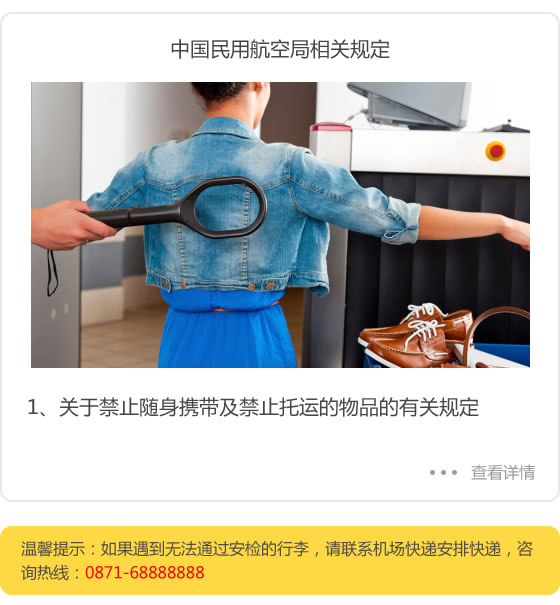 中国民用航空局相关规定
1、关于禁止随身携带及禁止托运的物品的有关规定
••• 查看详情
温馨提示：如果遇到无法通过安检的行李，请联系机场快递安排快递，咨
询热线：0871-68888888